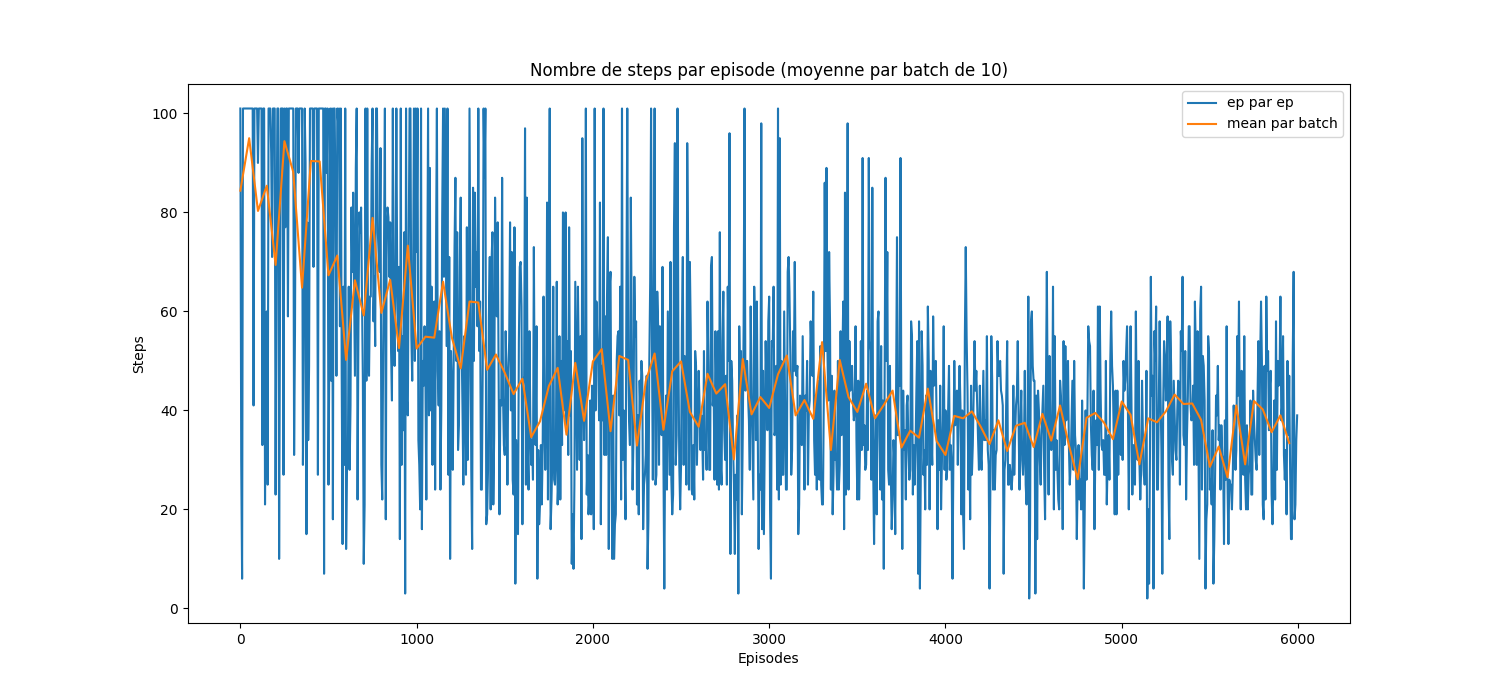 Nombre de steps par episode (moyenne par batch de 10)
ep par ep
mean par batch
100
80
60
40
20
0
Steps
0 1000 2000 3000 4000 5000 6000
Episodes